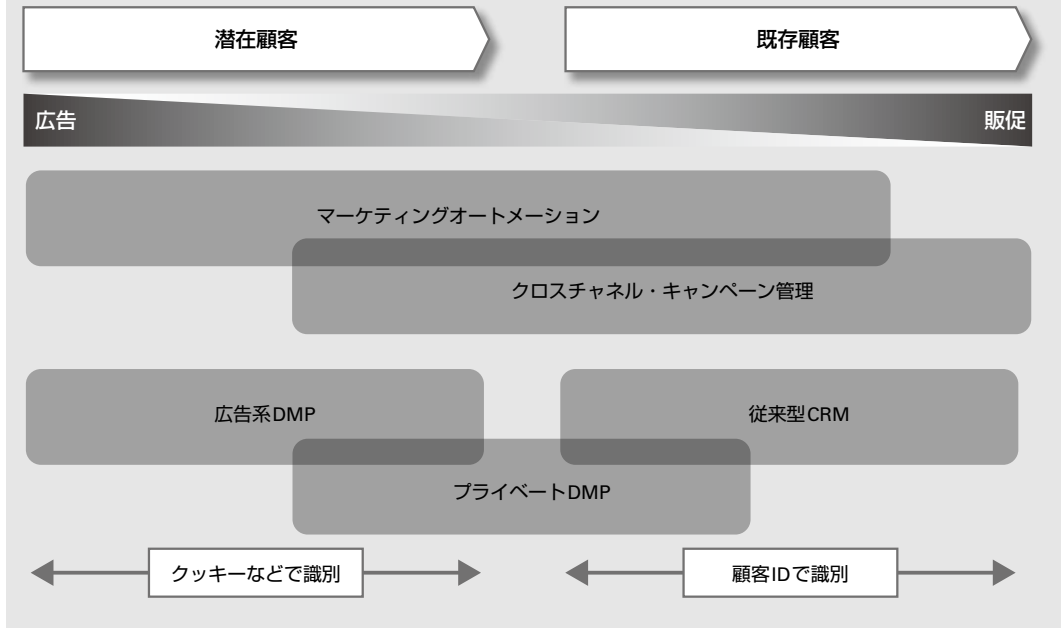 潜在顧客
既存顧客
広告
販促
マーケティングオートメーション
クロスチャネル・キャンペーン管理
広告系DMP
従来型CRM
プライベートDMP
クッキーなどで識別
顧客IDで識別